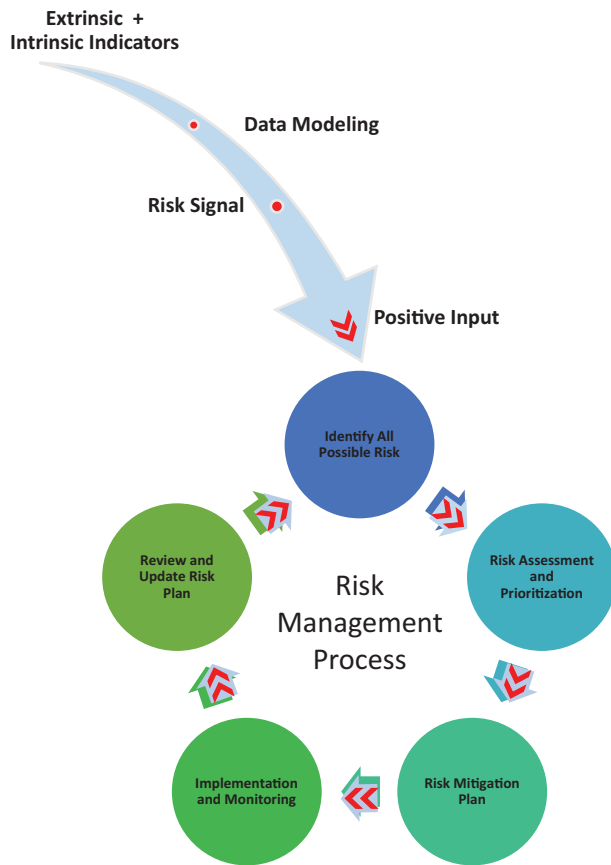 Extrinsic +
Intrinsic Indicators
Data Modeling
Risk Signal
Positive Input
Identify All
Possible Risk
Review and
Update Risk
Plan
Risk Assessment
and
Prioritization
Risk
Management
Process
Implementation
and Monitoring
Risk Mitigation
Plan